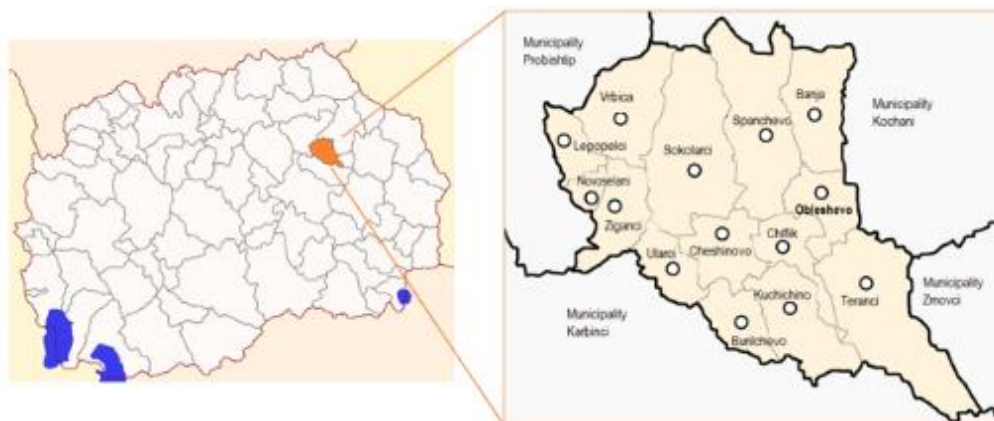 Municipality
Probishtip
Vrbica
Banja
Municipality
Kochani
Spanchevo
Lepopelci
Sokolarci
Novoselani
Obleshevo
Ziganci
Chiflik
Ularci
Cheshinovo
Kuchichino
Teranci
Municipality
Zrnovci
Municipality
Karbinci
Burilchevo